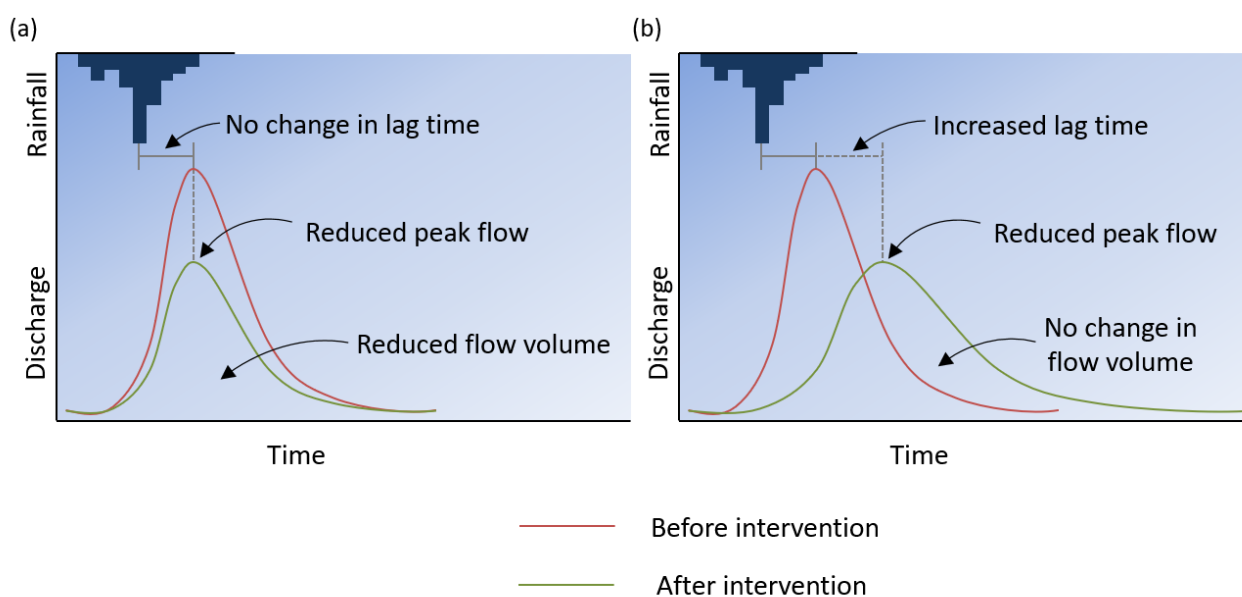 (a)
Rainfall
Discharge
No change in lag time
Reduced peak flow
Reduced flow volume
Time
(b)
Rainfall
Discharge
Increased lag time
Reduced peak flow
No change in
flow volume
Time
Before intervention
After intervention